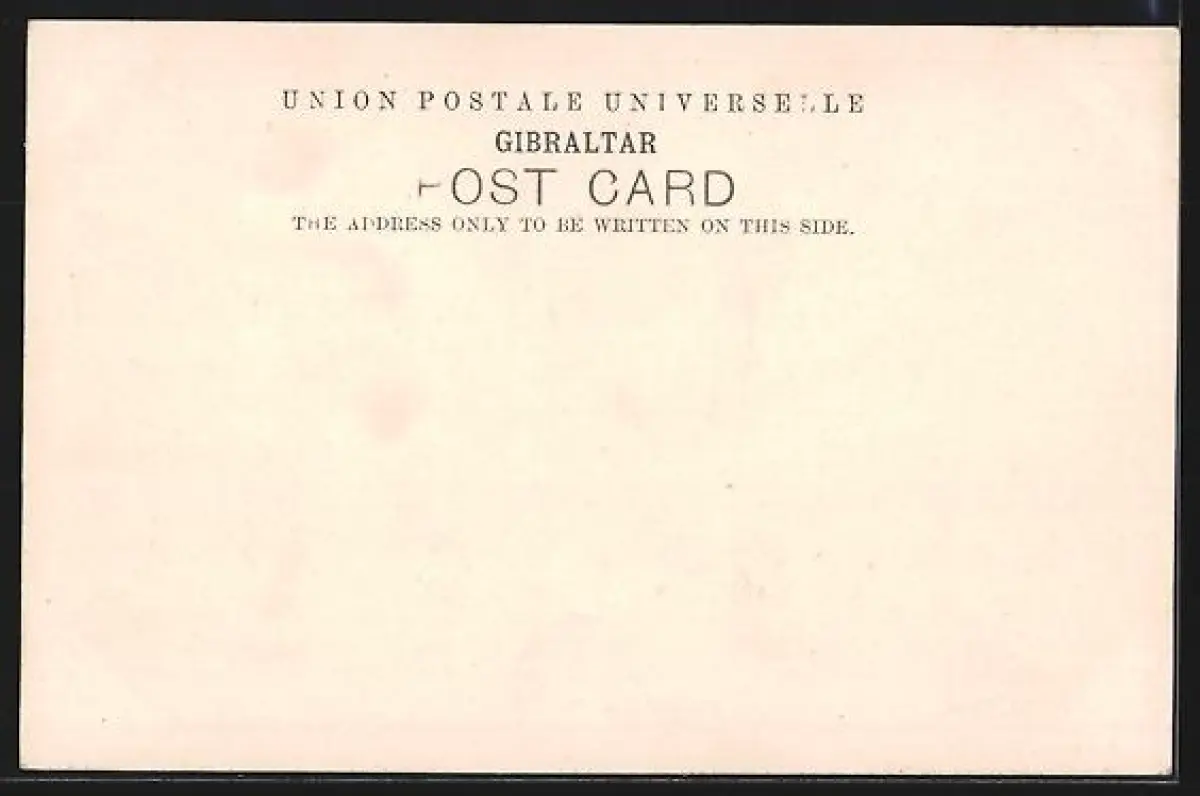 UNION POSTALE UNIVERSELLE
GIBRALTAR
POST CARD
THE ADDRESS ONLY TO BE WRITTEN ON THIS SIDE.